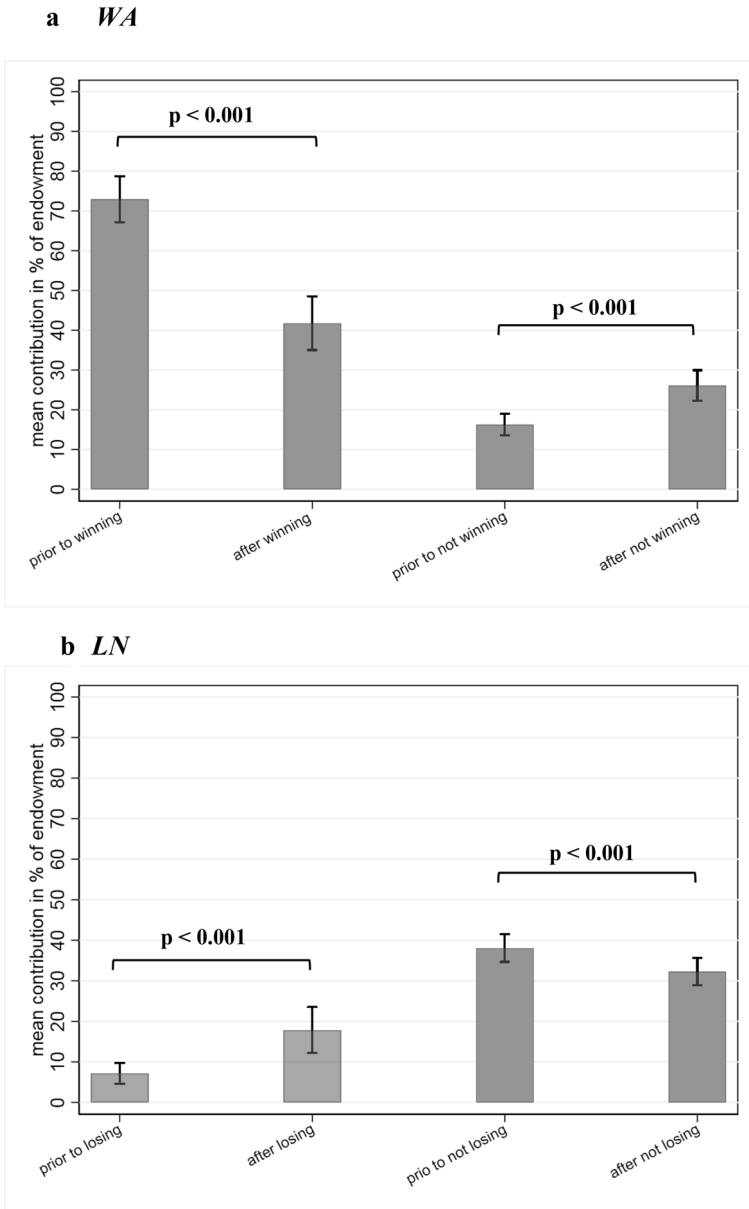 a WA
p < 0.001
p < 0.001
mean contribution in % of endowment
100
90
80
70
60
50
40
30
20
10
0
prior to winning
after winning
prior to not winning
after not winning
b LN
p < 0.001
p < 0.001
mean contribution in % of endowment
100
90
80
70
60
50
40
30
20
10
0
prior to losing
after losing
prio to not losing
after not losing